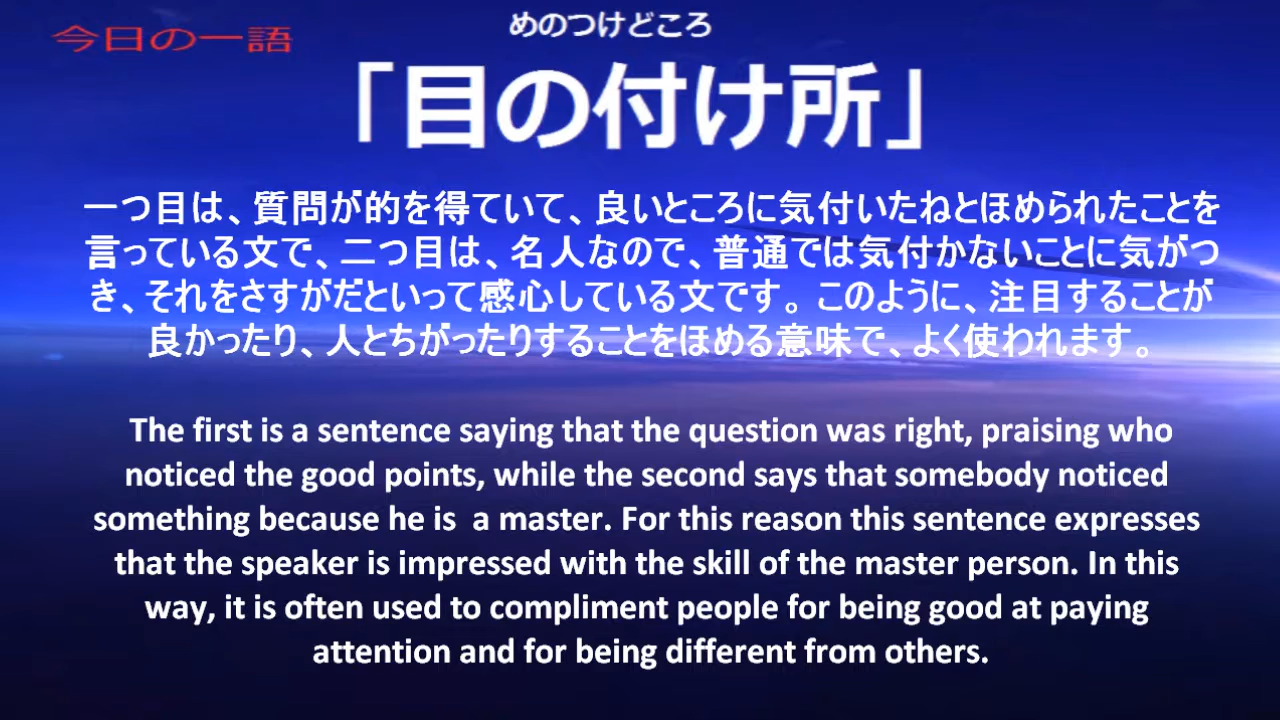 今日の一語
めのつけどころ
「目の付け所」
一つ目は、質問が的を得ていて、良いところに気付いたねとほめられたことを
言っている文で、二つ目は、名人なので、普通では気付かないことに気がつ
き、それをさすがだといって感心している文です。このように、注目することが
良かったり、人とちがったりすることをほめる意味で、よく使われます。
The first is a sentence saying that the question was right, praising who
noticed the good points, while the second says that somebody noticed
something because he is  a master. For this reason this sentence expresses
that the speaker is impressed with the skill of the master person. In this
way, it is often used to compliment people for being good at paying
attention and for being different from others.